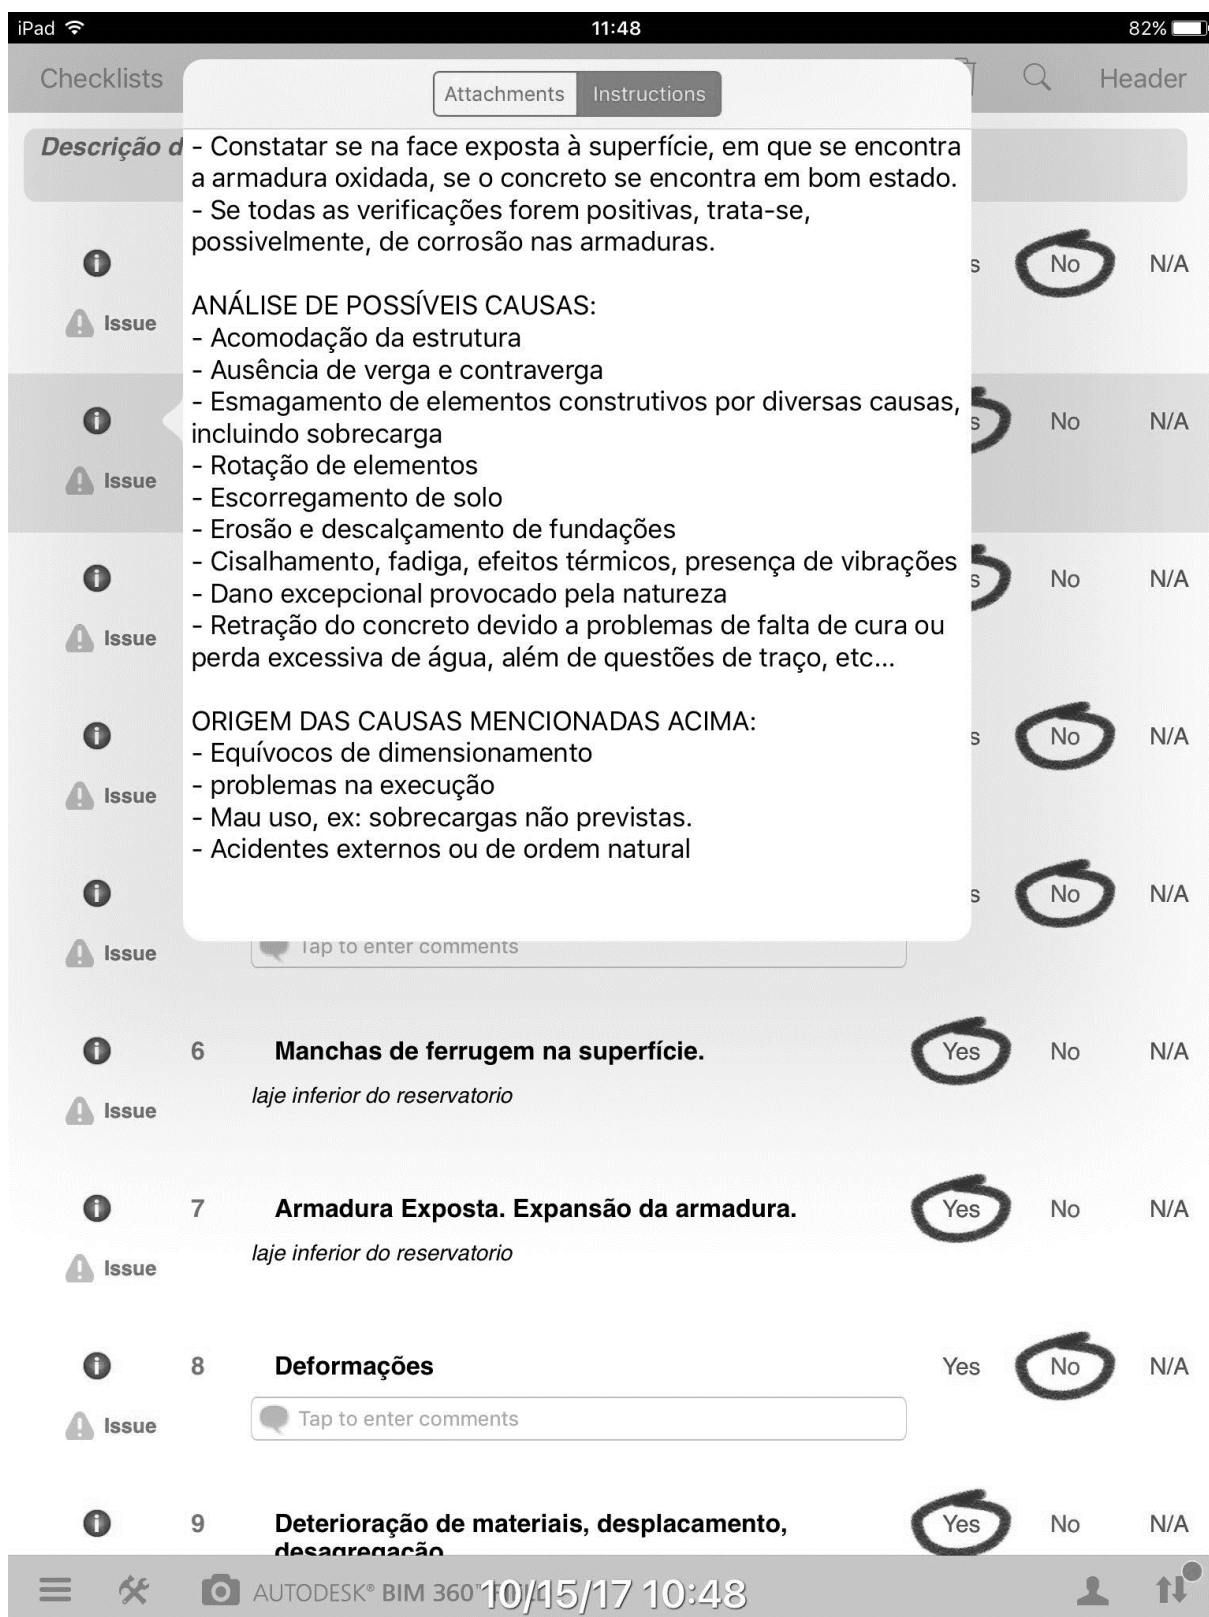 iPad 11:48 82%
Checklists Attachments Instructions Header
Descrição d
- Constatar se na face exposta à superfície, em que se encontra
a armadura oxidada, se o concreto se encontra em bom estado.
- Se todas as verificações forem positivas, trata-se,
possivelmente, de corrosão nas armaduras.
s No N/A
Issue
ANÁLISE DE POSSÍVEIS CAUSAS:
- Acomodação da estrutura
- Ausência de verga e contraverga
- Esmagamento de elementos construtivos por diversas causas,
incluindo sobrecarga
s No N/A
- Rotação de elementos
Issue
- Escorregamento de solo
- Erosão e descalçamento de fundações
- Cisalhamento, fadiga, efeitos térmicos, presença de vibrações
s No N/A
- Dano excepcional provocado pela natureza
- Retração do concreto devido a problemas de falta de cura ou
Issue
perda excessiva de água, além de questões de traço, etc...
ORIGEM DAS CAUSAS MENCIONADAS ACIMA:
s No N/A
- Equívocos de dimensionamento
- problemas na execução
Issue
- Mau uso, ex: sobrecargas não previstas.
- Acidentes externos ou de ordem natural
s No N/A
Issue Tap to enter comments
6 Manchas de ferrugem na superfície. Yes No N/A
laje inferior do reservatorio
Issue
7 Armadura Exposta. Expansão da armadura. Yes No N/A
laje inferior do reservatorio
Issue
8 Deformações Yes No N/A
Issue Tap to enter comments
9 Deterioração de materiais, desplacamento, Yes No N/A
desagregação
AUTODESK® BIM 360™ FIELD
10/15/17 10:48